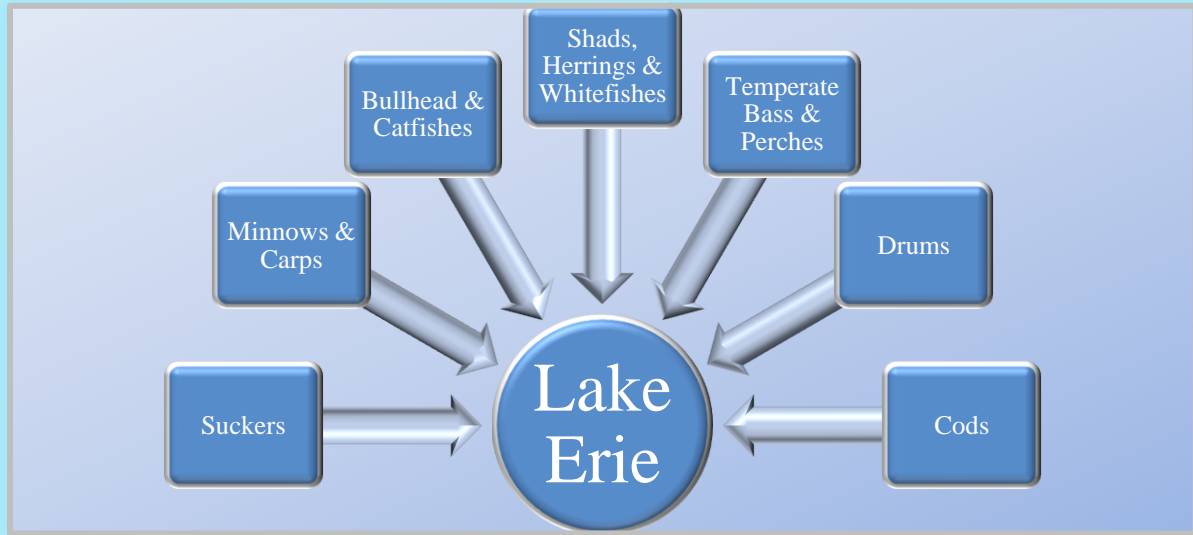 Shads,
Herrings &
Whitefishes
Bullhead &
Catfishes
Temperate
Bass &
Perches
Minnows &
Carps
Drums
Suckers
Lake
Erie
Cods